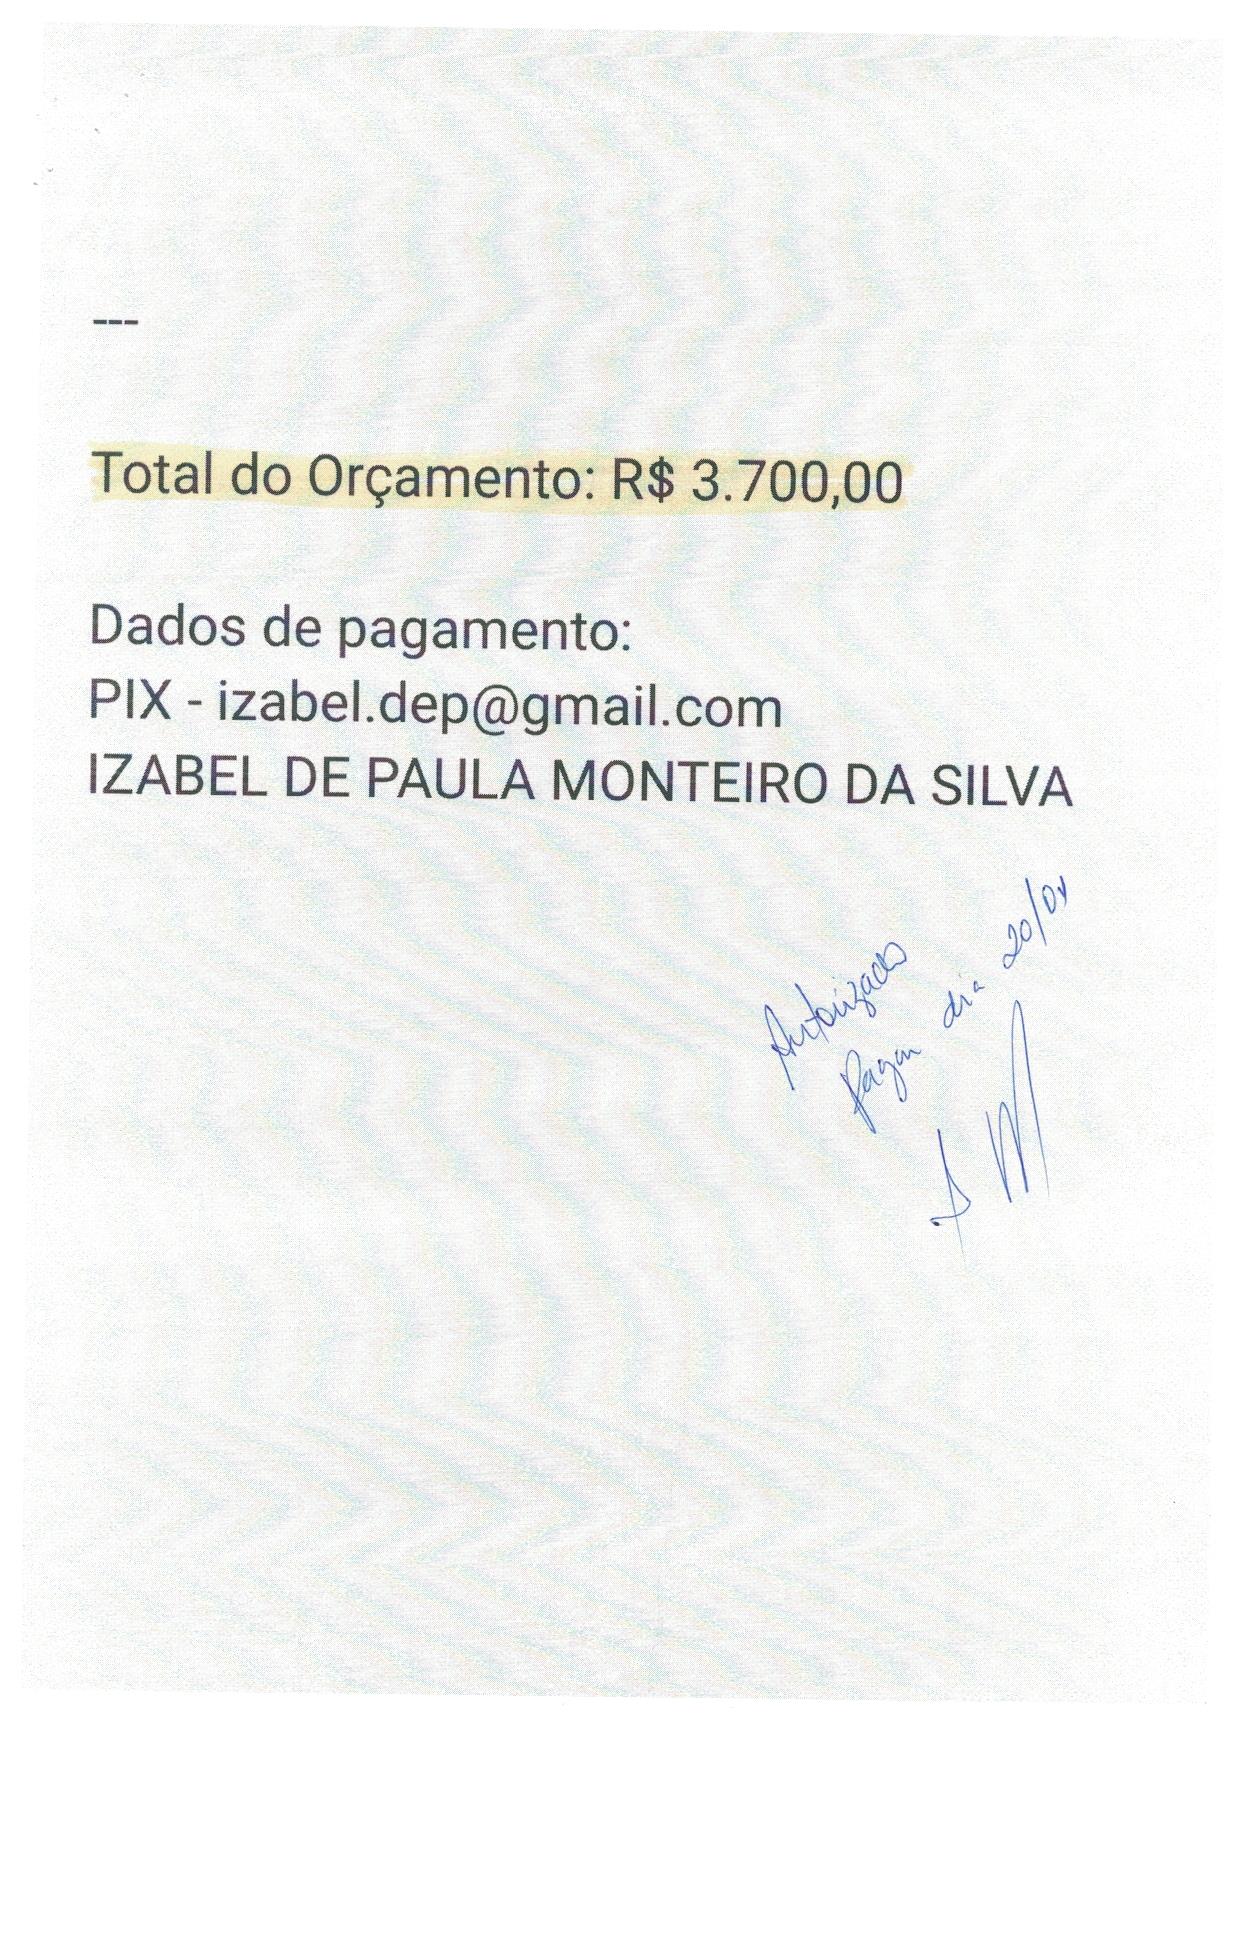 ---
Total do Orçamento: R$ 3.700,00
Dados de pagamento:
PIX - izabel.dep@gmail.com
IZABEL DE PAULA MONTEIRO DA SILVA
Autorizado
Pagar dia 20/01